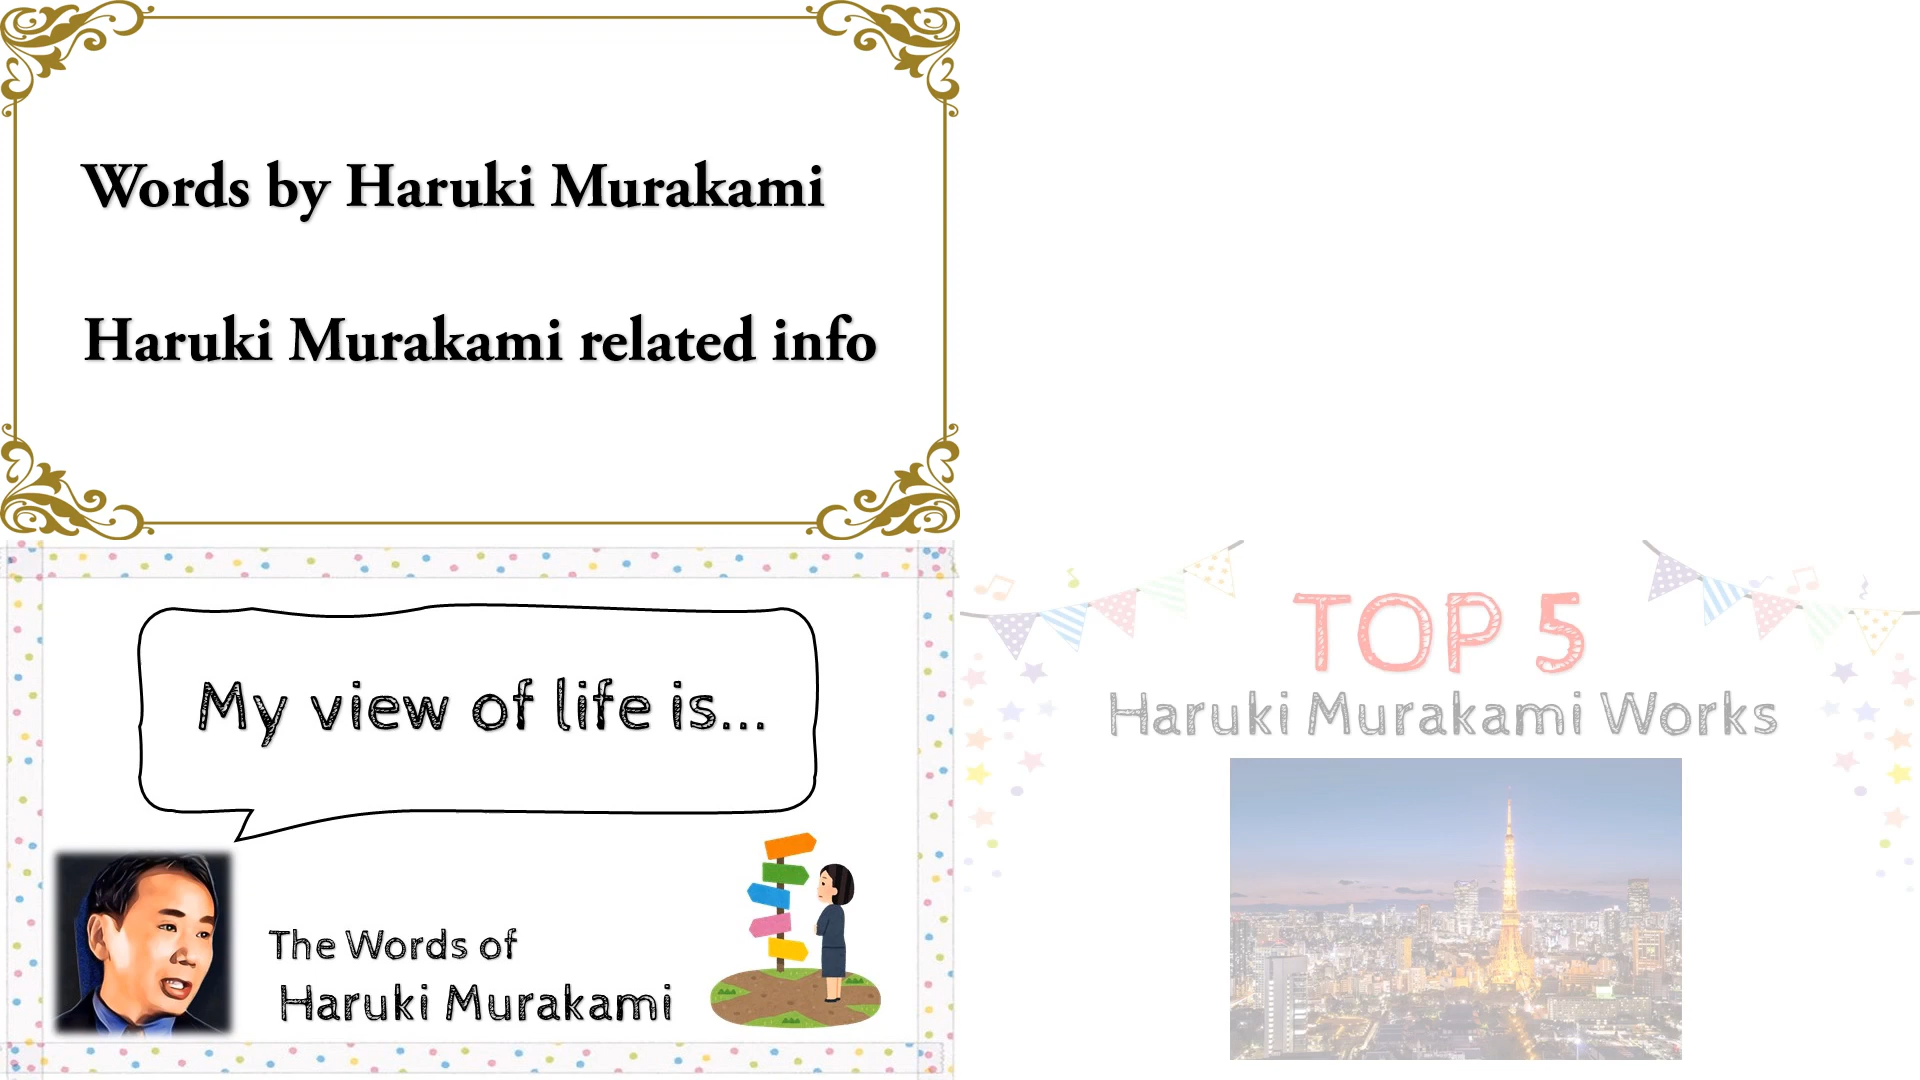 Words by Haruki Murakami
Haruki Murakami related info
My view of life is...
The Words of
Haruki Murakami
TOP 5
Haruki Murakami Works